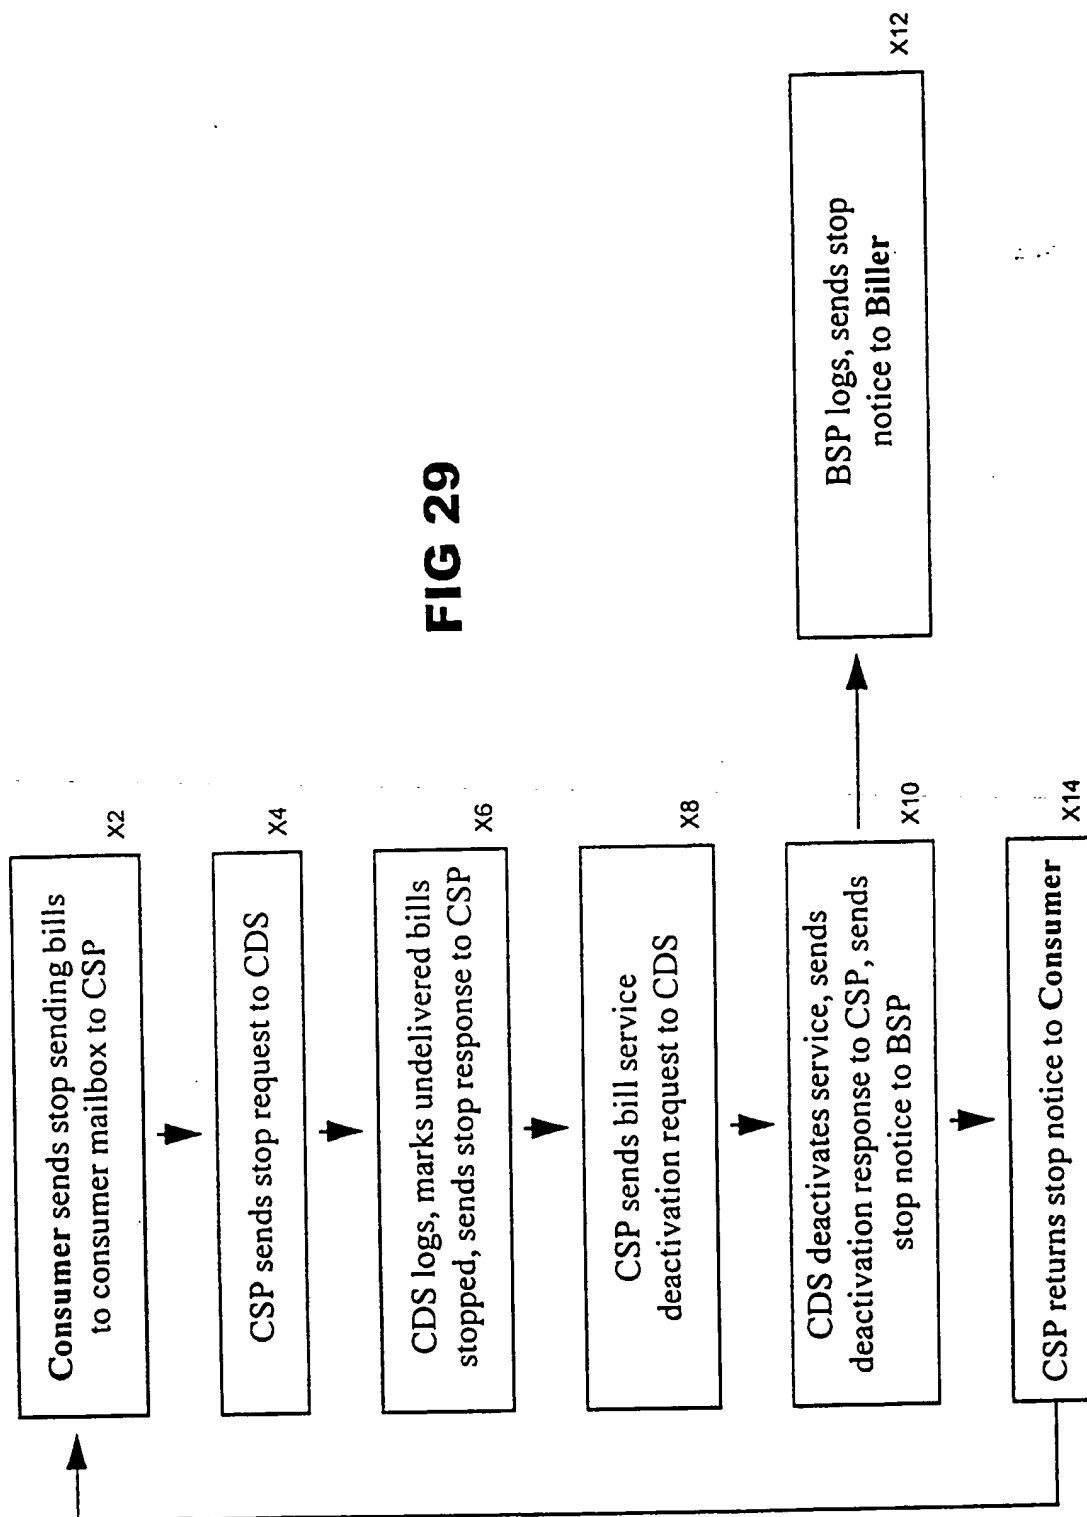 Consumer sends stop sending bills
to consumer mailbox to CSP
X2
CSP sends stop request to CDS
X4
CDS logs, marks undelivered bills
stopped, sends stop response to CSP
X6
CSP sends bill service
deactivation request to CDS
X8
CDS deactivates service, sends
deactivation response to CSP, sends
stop notice to BSP
X10
BSP logs, sends stop
notice to Biller
X12
CSP returns stop notice to Consumer
X14
FIG 29